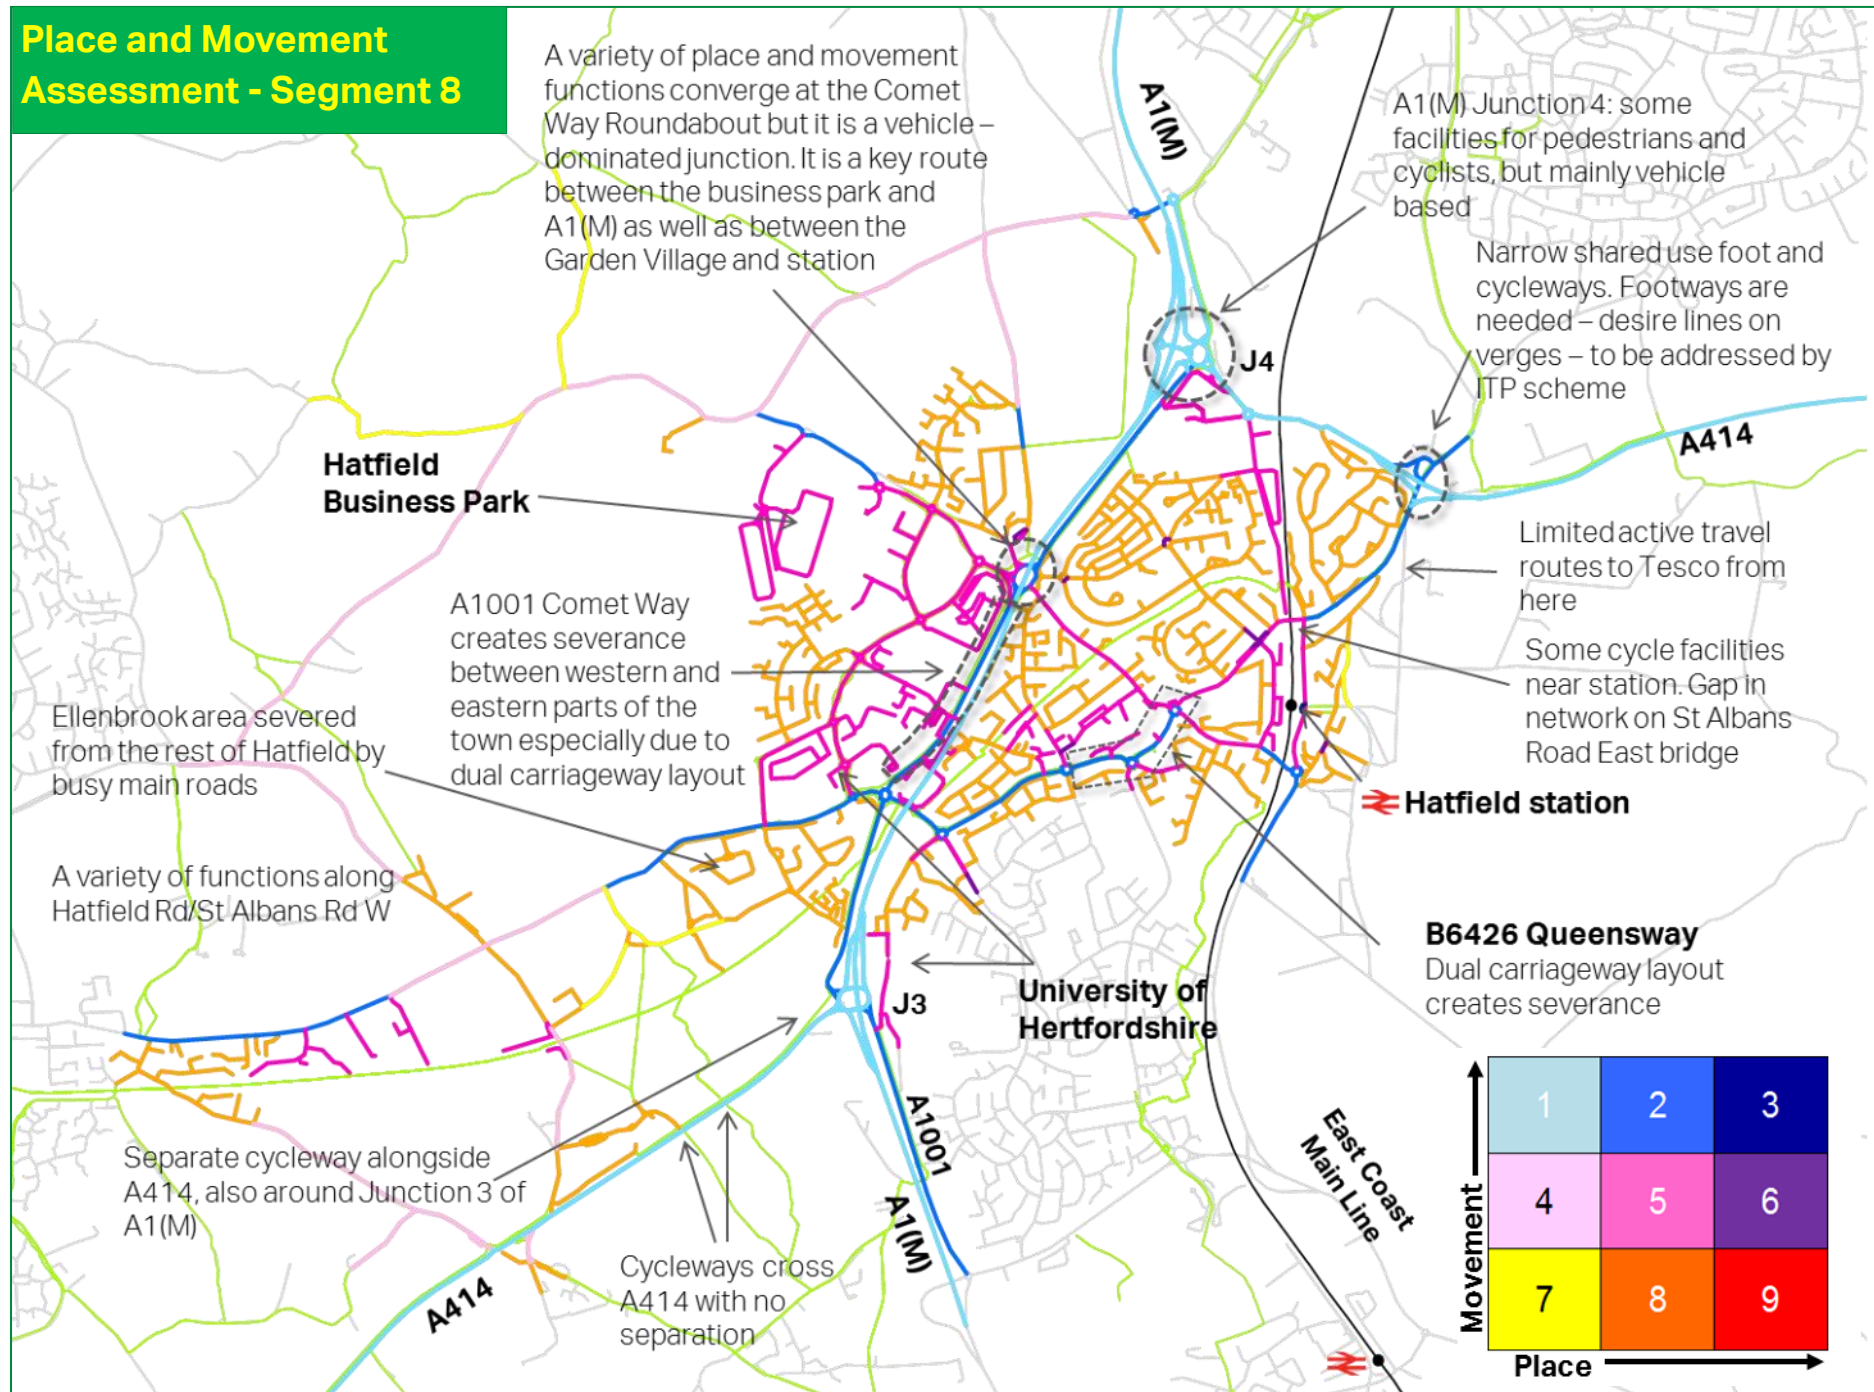 Place and Movement
Assessment - Segment 8
A variety of place and movement
functions converge at the Comet
Way Roundabout but it is a vehicle –
dominated junction. It is a key route
between the business park and
A1(M) as well as between the
Garden Village and station
A1(M)
A1(M) Junction 4: some
facilities for pedestrians and
cyclists, but mainly vehicle
based
Narrow shared use foot and
cycleways. Footways are
needed – desire lines on
verges – to be addressed by
ITP scheme
J4
A414
Hatfield
Business Park
Limited active travel
routes to Tesco from
here
A1001 Comet Way
creates severance
between western and
eastern parts of the
town especially due to
dual carriageway layout
Some cycle facilities
near station. Gap in
network on St Albans
Road East bridge
Ellenbrook area severed
from the rest of Hatfield by
busy main roads
Hatfield station
A variety of functions along
Hatfield Rd/St Albans Rd W
B6426 Queensway
Dual carriageway layout
creates severance
University of
Hertfordshire
J3
A1001
A1(M)
East Coast
Main Line
Separate cycleway alongside
A414, also around Junction 3 of
A1(M)
Cycleways cross
A414 with no
separation
A414
Movement
1 2 3
4 5 6
7 8 9
Place